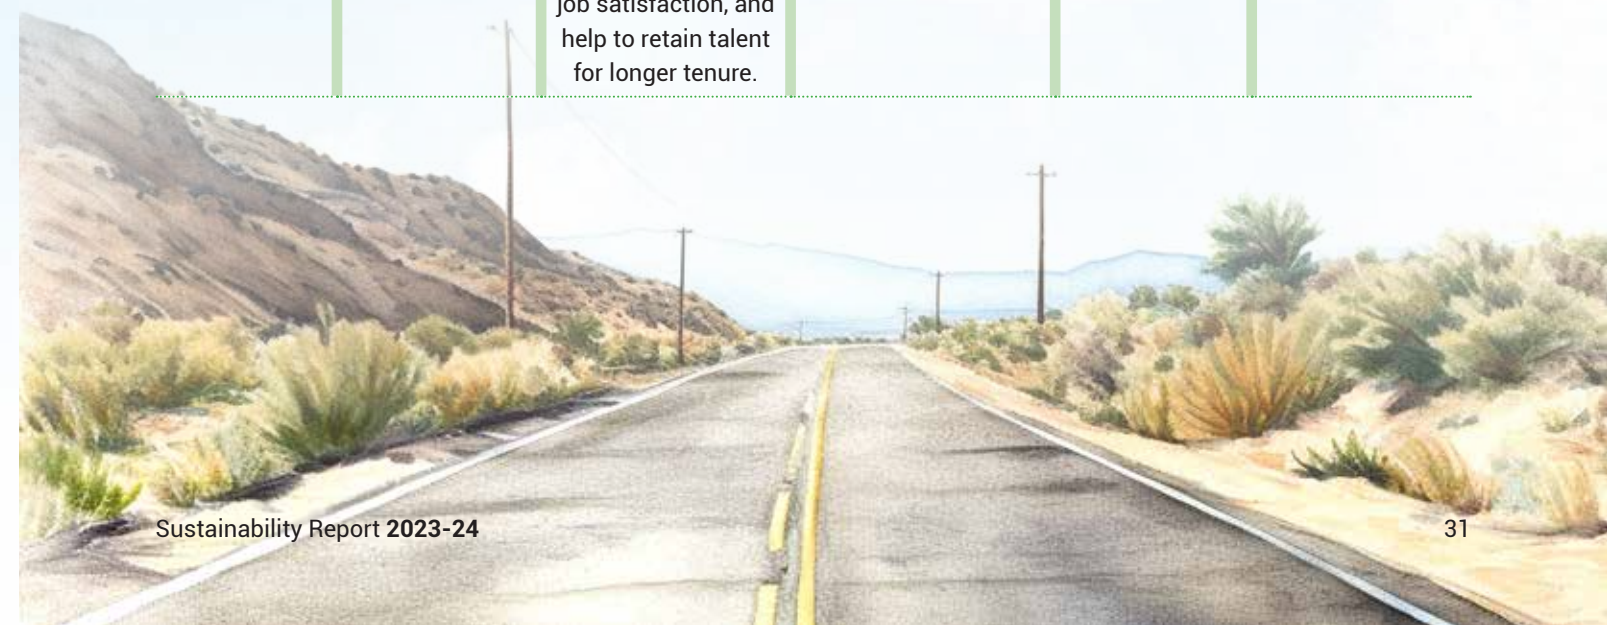 job satisfaction, and
help to retain talent
for longer tenure.
Sustainability Report 2023-24
31